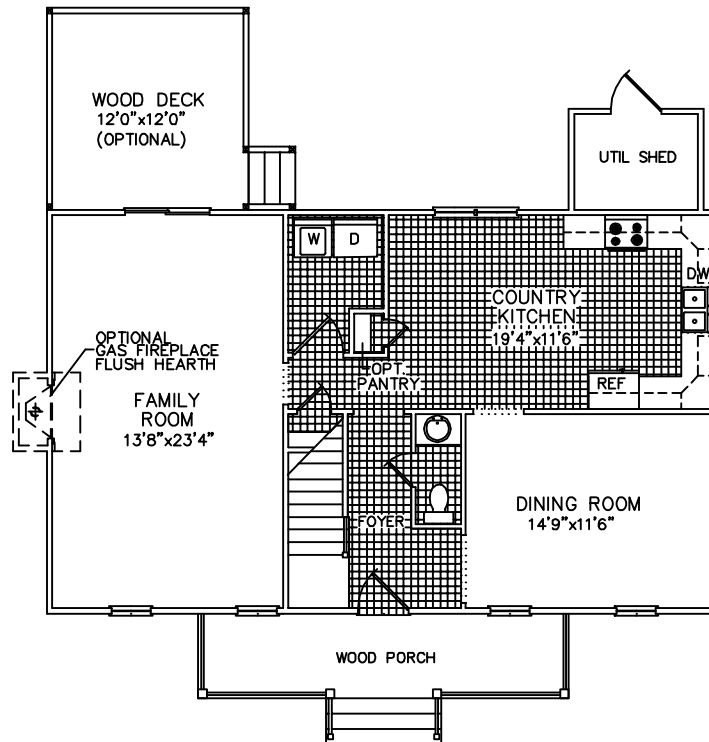 WOOD DECK
12'0"x12'0"
(OPTIONAL)
UTIL SHED
W
D
DW
COUNTRY
KITCHEN
19'4"x11'6"
OPTIONAL
GAS FIREPLACE
FLUSH HEARTH
OPT.
PANTRY
REF
FAMILY
ROOM
13'8"x23'4"
DINING ROOM
14'9"x11'6"
FOYER
WOOD PORCH